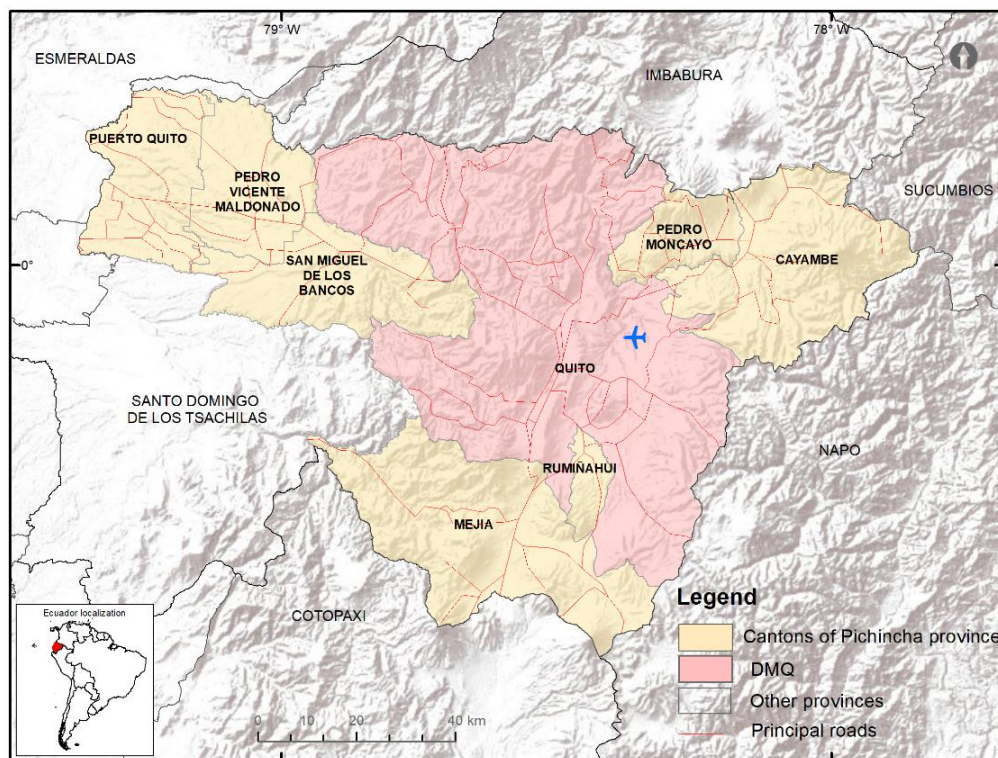 79° W
78° W
ESMERALDAS
IMBABURA
PUERTO QUITO
PEDRO
VICENTE
MALDONADO
SUCUMBIOS
PEDRO
MONCAYO
CAYAMBE
0°
SAN MIGUEL
DE LOS
BANCOS
QUITO
SANTO DOMINGO
DE LOS TSACHILAS
NAPO
RUMIÑAHUI
MEJIA
COTOPAXI
Legend
Cantons of Pichincha province
DMQ
Other provinces
Principal roads
Ecuador localization
0 10 20 40 km